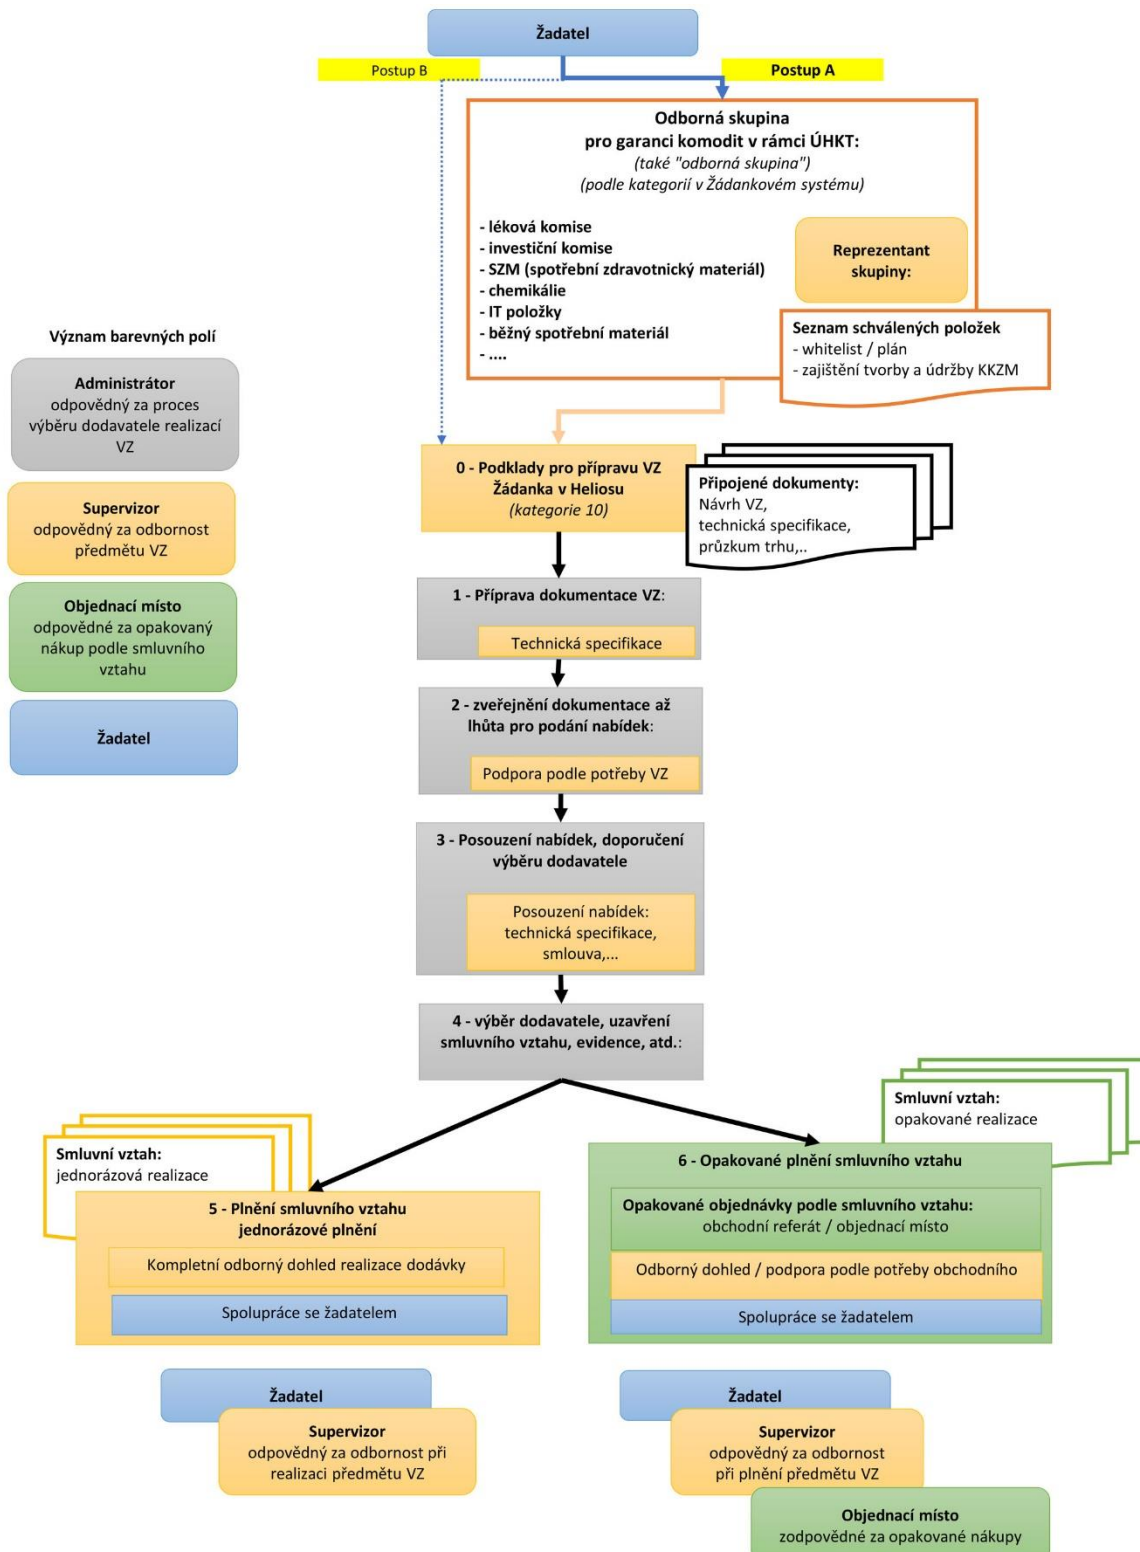 Žadatel
Postup B
Postup A
Odborná skupina
pro garanci komodit v rámci ÚHKT:
(také "odborná skupina")
(podle kategorií v Žádankovém systému)
- léková komise
- investiční komise
- SZM (spotřební zdravotnický materiál)
- chemikálie
- IT položky
- běžný spotřební materiál
- ....
Reprezentant
skupiny:
Seznam schválených položek
- whitelist / plán
- zajištění tvorby a údržby KKZM
Význam barevných polí
Administrátor
odpovědný za proces
výběru dodavatele realizací
VZ
Supervizor
odpovědný za odbornost
předmětu VZ
Objednací místo
odpovědné za opakovaný
nákup podle smluvního
vztahu
Žadatel
0 - Podklady pro přípravu VZ
Žádanka v Heliosu
(kategorie 10)
Připojené dokumenty:
Návrh VZ,
technická specifikace,
průzkum trhu,..
1 - Příprava dokumentace VZ:
Technická specifikace
2 - zveřejnění dokumentace až
lhůta pro podání nabídek:
Podpora podle potřeby VZ
3 - Posouzení nabídek, doporučení
výběru dodavatele
Posouzení nabídek:
technická specifikace,
smlouva,...
4 - výběr dodavatele, uzavření
smluvního vztahu, evidence, atd.:
Smluvní vztah:
jednorázová realizace
5 - Plnění smluvního vztahu
jednorázové plnění
Kompletní odborný dohled realizace dodávky
Spolupráce se žadatelem
Smluvní vztah:
opakované realizace
6 - Opakované plnění smluvního vztahu
Opakované objednávky podle smluvního vztahu:
obchodní referát / objednací místo
Odborný dohled / podpora podle potřeby obchodního
Spolupráce se žadatelem
Žadatel
Supervizor
odpovědný za odbornost při
realizaci předmětu VZ
Žadatel
Supervizor
odpovědný za odbornost
při plnění předmětu VZ
Objednací místo
zodpovědné za opakované nákupy